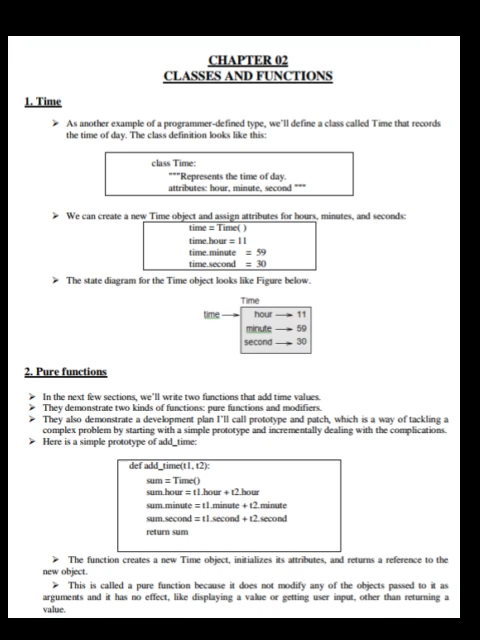 CHAPTER 02
CLASSES AND FUNCTIONS
1. Time
➢ As another example of a programmer-defined type, we'll define a class called Time that records
the time of day. The class definition looks like this:
class Time:
"""Represents the time of day.
attributes: hour, minute, second """
➢ We can create a new Time object and assign attributes for hours, minutes, and seconds:
time = Time( )
time.hour = 11
time.minute = 59
time.second = 30
➢ The state diagram for the Time object looks like Figure below.
Time
time → hour → 11
minute → 59
second → 30
2. Pure functions
➢ In the next few sections, we'll write two functions that add time values.
➢ They demonstrate two kinds of functions: pure functions and modifiers.
➢ They also demonstrate a development plan I'll call prototype and patch, which is a way of tackling a
complex problem by starting with a simple prototype and incrementally dealing with the complications.
➢ Here is a simple prototype of add_time:
def add_time(t1, t2):
sum = Time()
sum.hour = t1.hour + t2.hour
sum.minute = t1.minute + t2.minute
sum.second = t1.second + t2.second
return sum
➢ The function creates a new Time object, initializes its attributes, and returns a reference to the
new object.
➢ This is called a pure function because it does not modify any of the objects passed to it as
arguments and it has no effect, like displaying a value or getting user input, other than returning a
value.